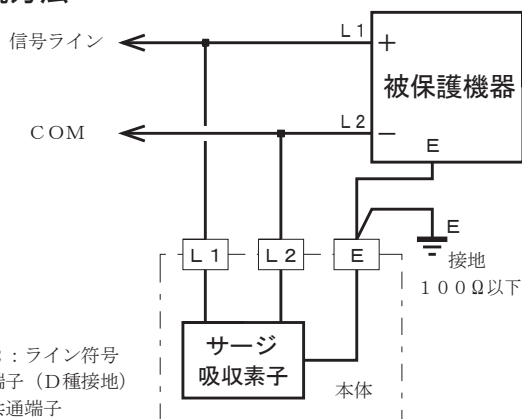 信号ライン
L1
+
被保護機器
COM
L2
−
E
E
接地
100Ω以下
L1
L2
E
サージ
吸収素子
本体
：ライン符号
端子（D種接地）
共通端子